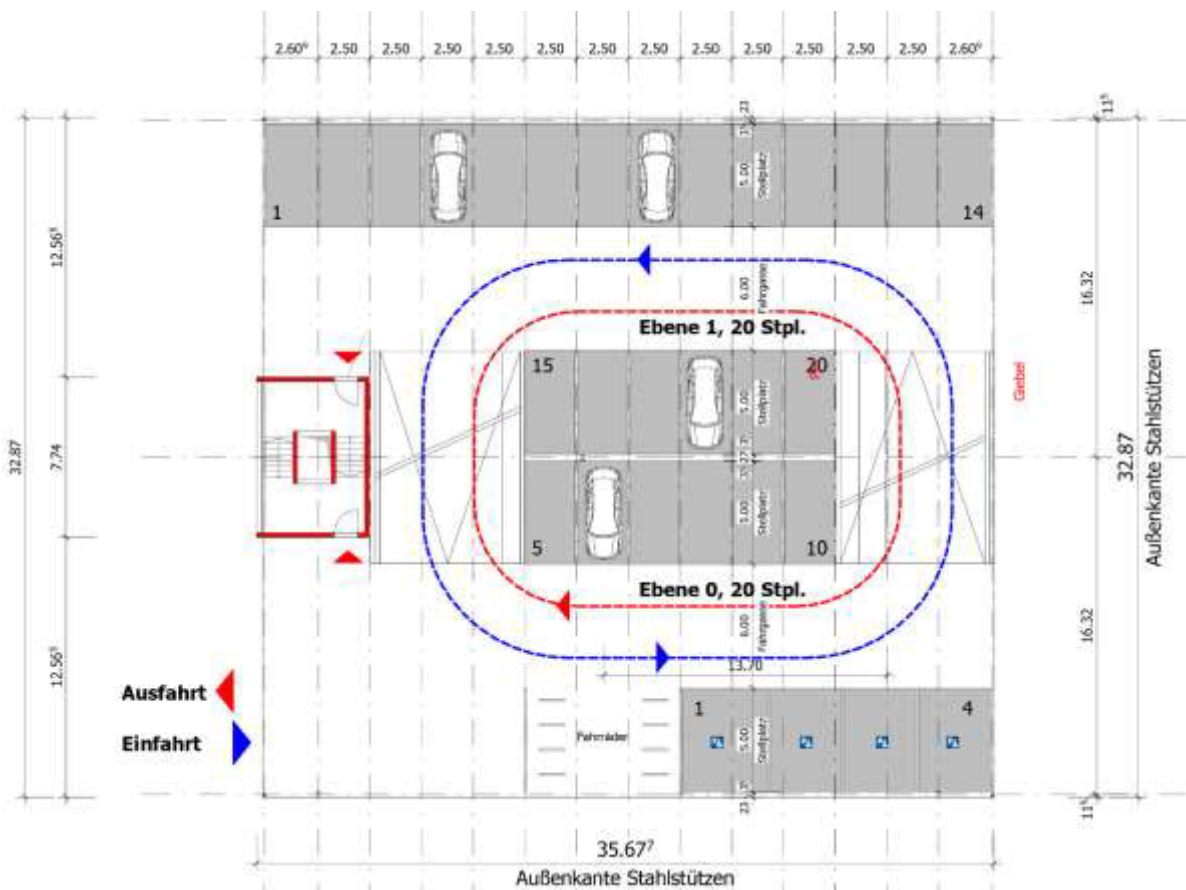 2.60⁹ 2.50 2.50 2.50 2.50 2.50 2.50 2.50 2.50 2.50 2.50 2.50 2.50 2.60⁹
23
11⁵
5.00
Stellplatz
1
14
12.56⁵
16.32
6.00
Fahrgasse
Ebene 1, 20 Stpl.
15
20
Giebel
5.00
Stellplatz
32.87
7.74
32.87
Außenkante Stahlstützen
5.00
Stellplatz
5
10
Ebene 0, 20 Stpl.
6.00
Fahrgasse
16.32
12.56⁵
13.70
Ausfahrt
Einfahrt
1
4
Fahrräder
5.00
Stellplatz
23
11⁵
35.67⁷
Außenkante Stahlstützen